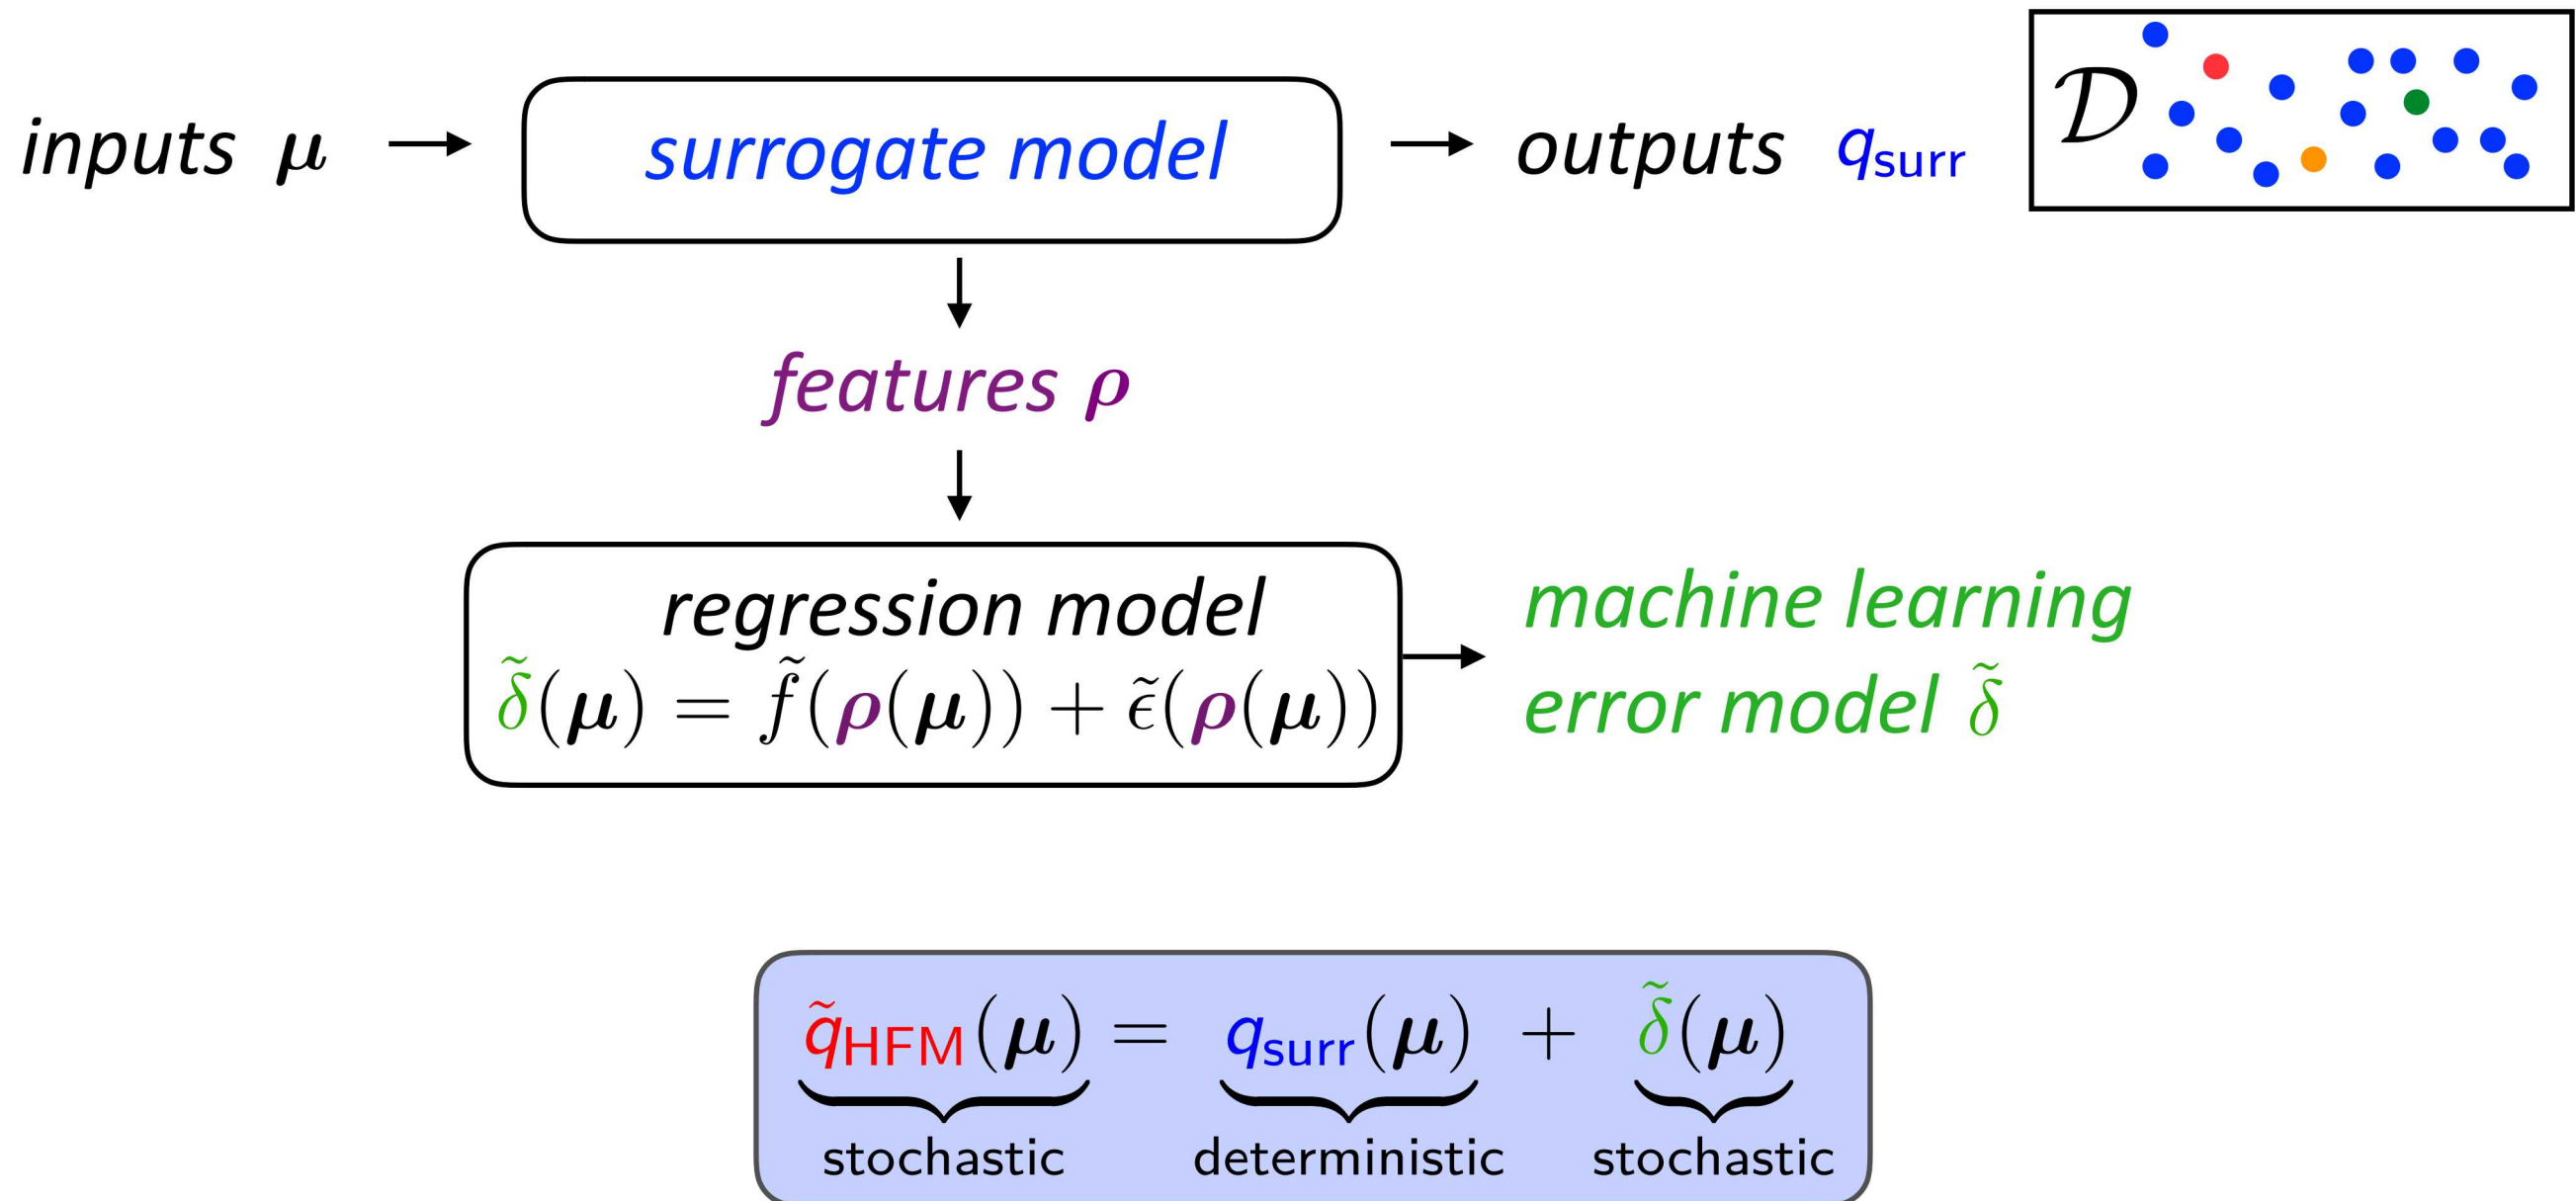 inputs μ → surrogate model → outputs q_surr 𝒟
features ρ
regression model
δ̃(μ) = f̃(ρ(μ)) + ϵ̃(ρ(μ))
machine learning
error model δ̃
q̃_HFM(μ) = q_surr(μ) + δ̃(μ)
stochastic deterministic stochastic